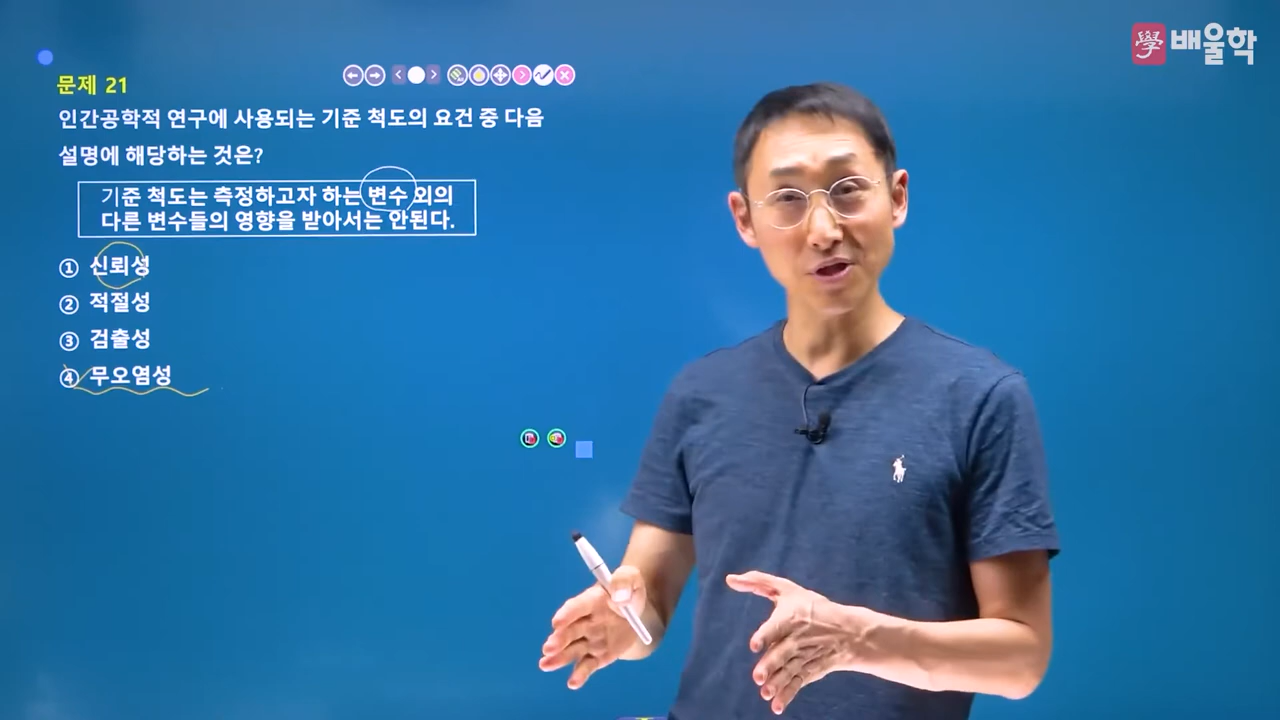 學 배울학
문제 21
인간공학적 연구에 사용되는 기준 척도의 요건 중 다음
설명에 해당하는 것은?
기준 척도는 측정하고자 하는 변수 외의
다른 변수들의 영향을 받아서는 안된다.
① 신뢰성
② 적절성
③ 검출성
④ 무오염성